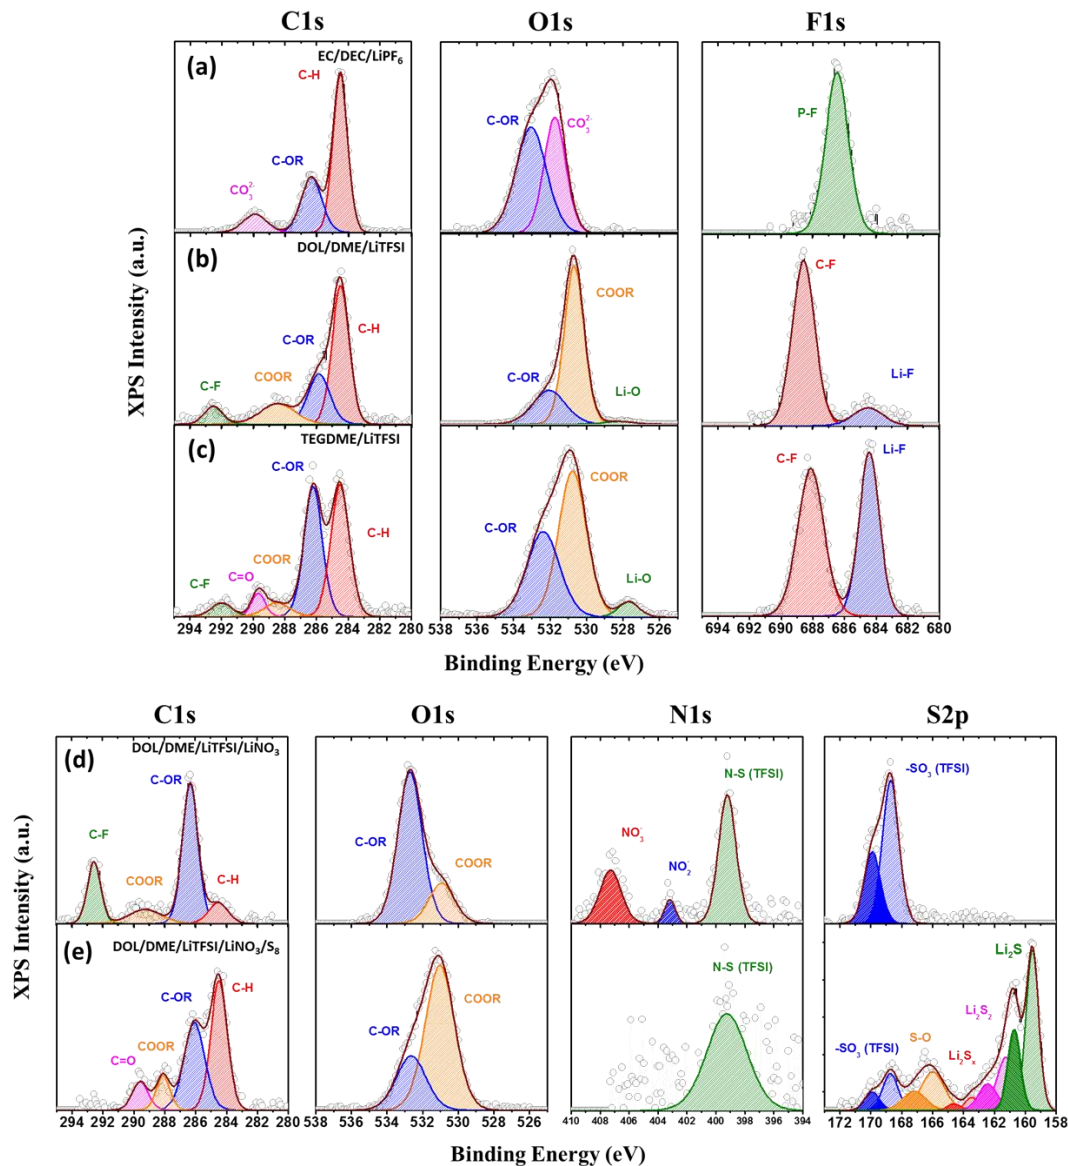 C1s O1s F1s
(a) EC/DEC/LiPF₆
C-H
C-OR
CO₃²⁻
C-OR
CO₃²⁻
P-F
(b) DOL/DME/LiTFSI
C-F
COOR
C-OR
C-H
C-OR
COOR
Li-O
C-F
Li-F
(c) TEGDME/LiTFSI
C-F
C=O
COOR
C-OR
C-H
C-OR
COOR
Li-O
C-F
Li-F
XPS Intensity (a.u.)
294 292 290 288 286 284 282 280
538 536 534 532 530 528 526
694 692 690 688 686 684 682 680
Binding Energy (eV)
C1s O1s N1s S2p
(d) DOL/DME/LiTFSI/LiNO₃
C-F
COOR
C-OR
C-H
C-OR
COOR
NO₃⁻
NO₂⁻
N-S (TFSI)
-SO₃ (TFSI)
(e) DOL/DME/LiTFSI/LiNO₃/S₈
C=O
COOR
C-OR
C-H
C-OR
COOR
N-S (TFSI)
-SO₃ (TFSI)
S-O
Li₂Sₓ
Li₂S₂
Li₂S
XPS Intensity (a.u.)
294 292 290 288 286 284 282 280
538 536 534 532 530 528 526
410 408 406 404 402 400 398 396 394
172 170 168 166 164 162 160 158
Binding Energy (eV)